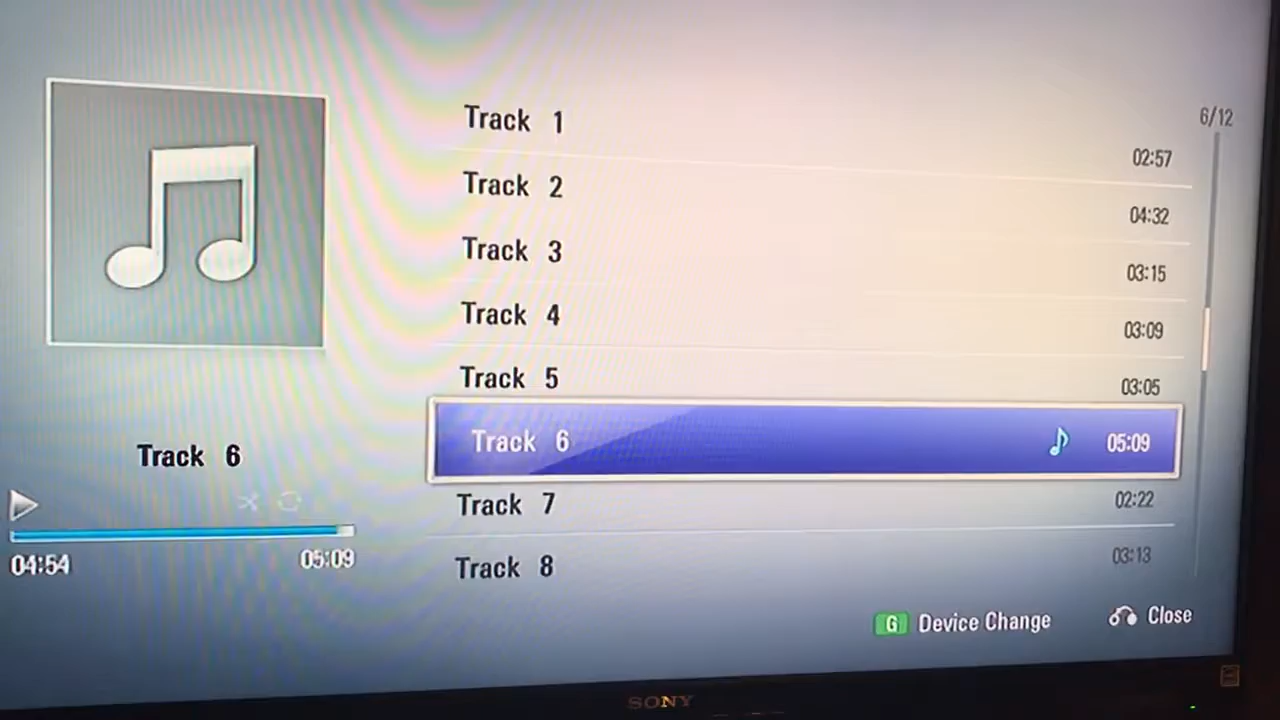 Track 1
6/12
02:57
Track 2
04:32
Track 3
03:15
Track 4
03:09
Track 5
03:05
Track 6
05:09
Track 6
Track 7
02:22
04:54
05:09
Track 8
03:13
G Device Change
Close
SONY